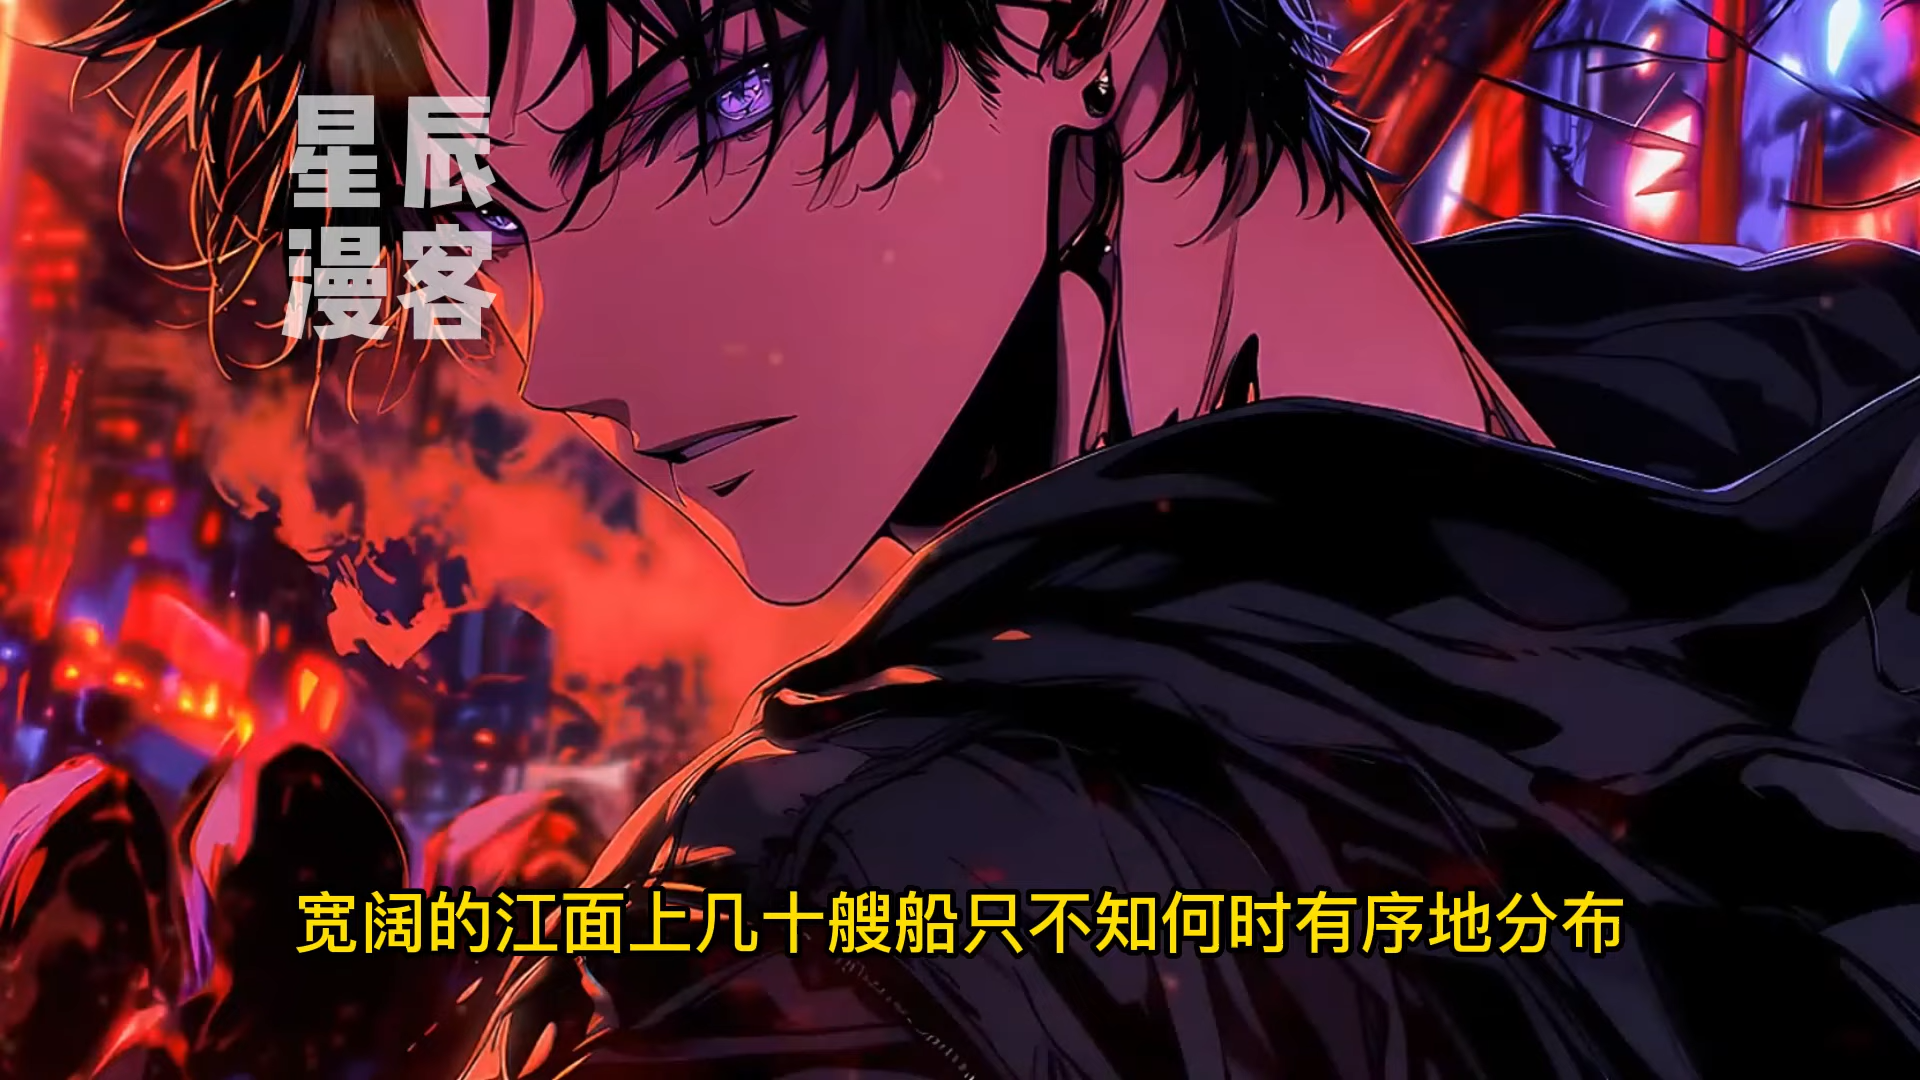 星辰
漫客
宽阔的江面上几十艘船只不知何时有序地分布